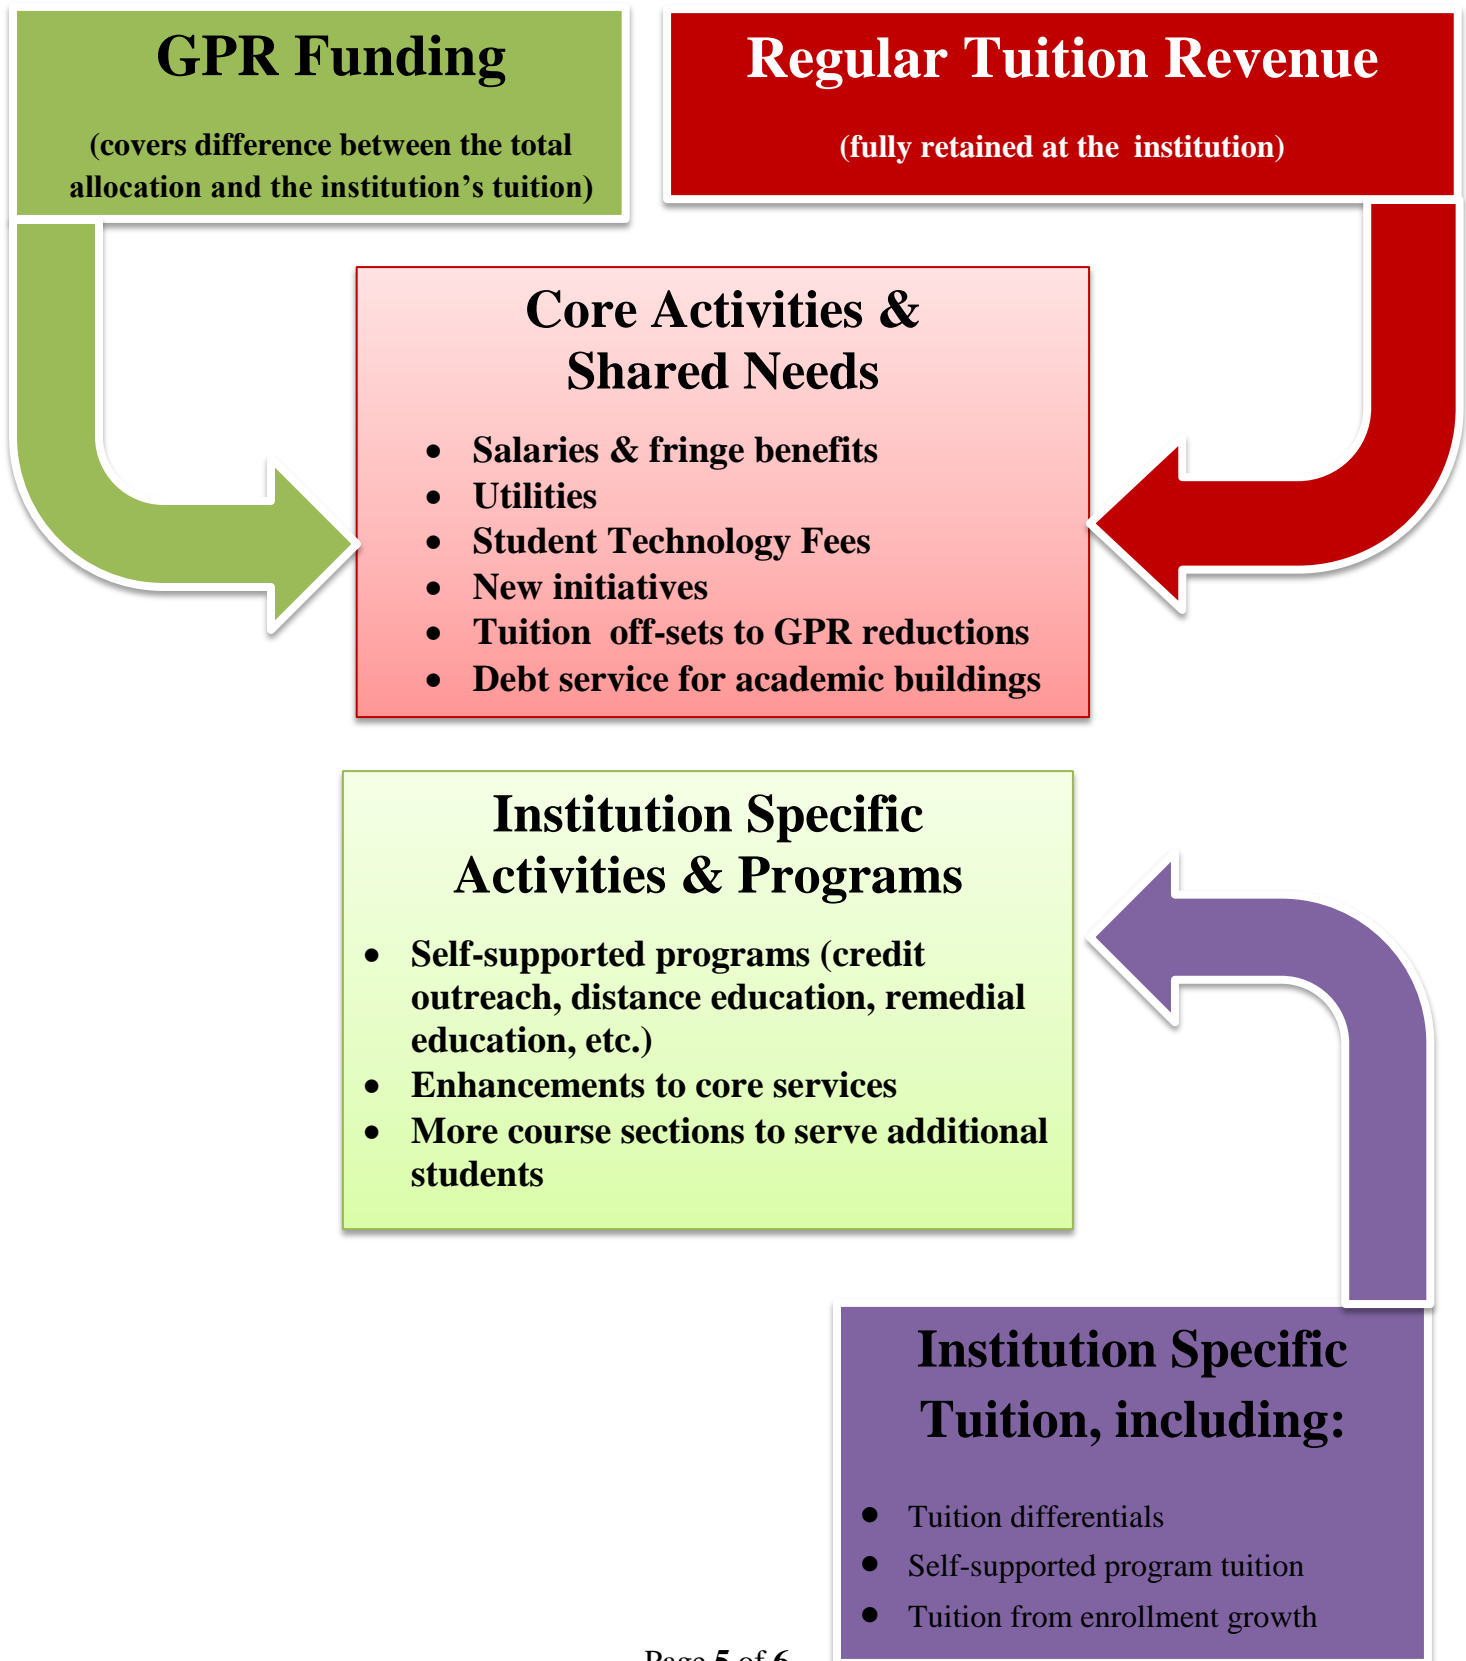 GPR Funding
(covers difference between the total
allocation and the institution’s tuition)
Regular Tuition Revenue
(fully retained at the institution)
Core Activities &
Shared Needs
• Salaries & fringe benefits
• Utilities
• Student Technology Fees
• New initiatives
• Tuition off-sets to GPR reductions
• Debt service for academic buildings
Institution Specific
Activities & Programs
• Self-supported programs (credit
outreach, distance education, remedial
education, etc.)
• Enhancements to core services
• More course sections to serve additional
students
Institution Specific
Tuition, including:
• Tuition differentials
• Self-supported program tuition
• Tuition from enrollment growth
Page 5 of 6